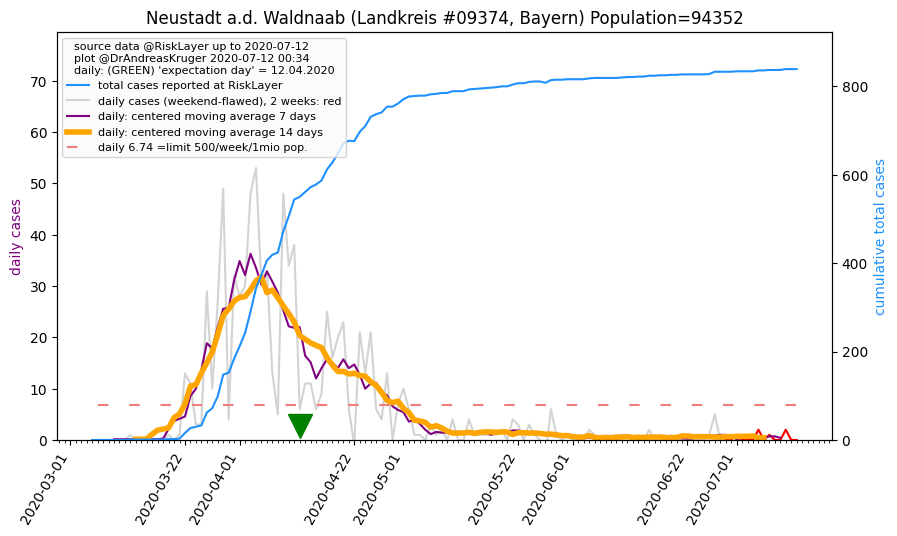 Neustadt a.d. Waldnaab (Landkreis #09374, Bayern) Population=94352
source data @RiskLayer up to 2020-07-12
plot @DrAndreasKruger 2020-07-12 00:34
daily: (GREEN) 'expectation day' = 12.04.2020
total cases reported at RiskLayer
daily cases (weekend-flawed), 2 weeks: red
daily: centered moving average 7 days
daily: centered moving average 14 days
daily 6.74 =limit 500/week/1mio pop.
daily cases
70
60
50
40
30
20
10
0
cumulative total cases
800
600
400
200
0
2020-03-01
2020-03-22
2020-04-01
2020-04-22
2020-05-01
2020-05-22
2020-06-01
2020-06-22
2020-07-01